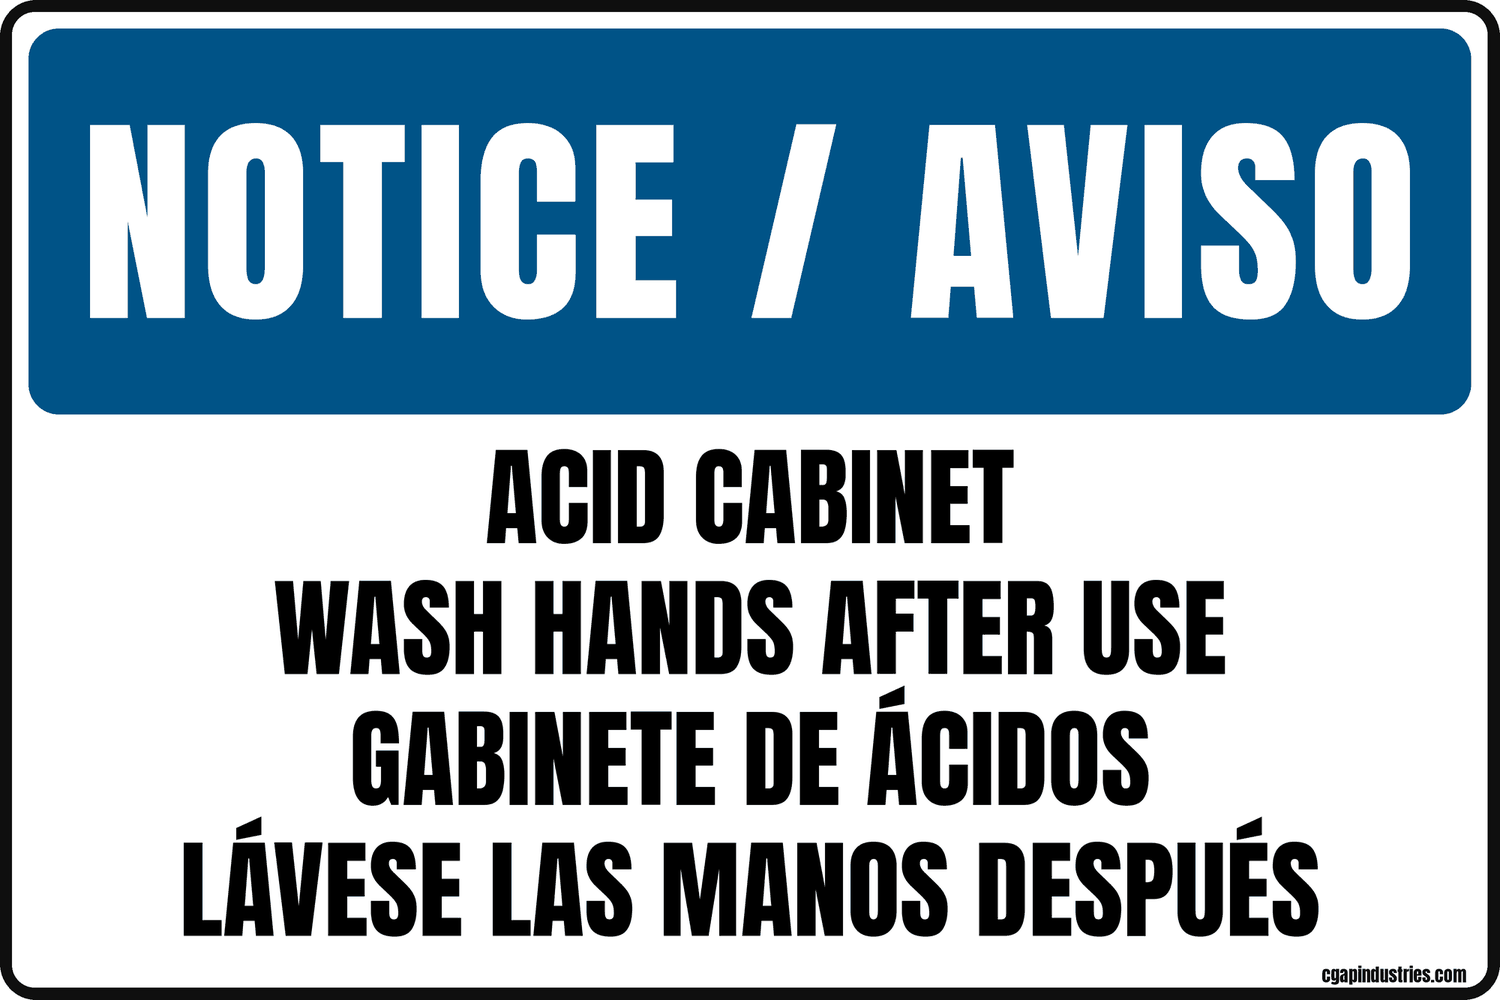 NOTICE / AVISO
ACID CABINET
WASH HANDS AFTER USE
GABINETE DE ÁCIDOS
LÁVESE LAS MANOS DESPUÉS
cgapindustries.com